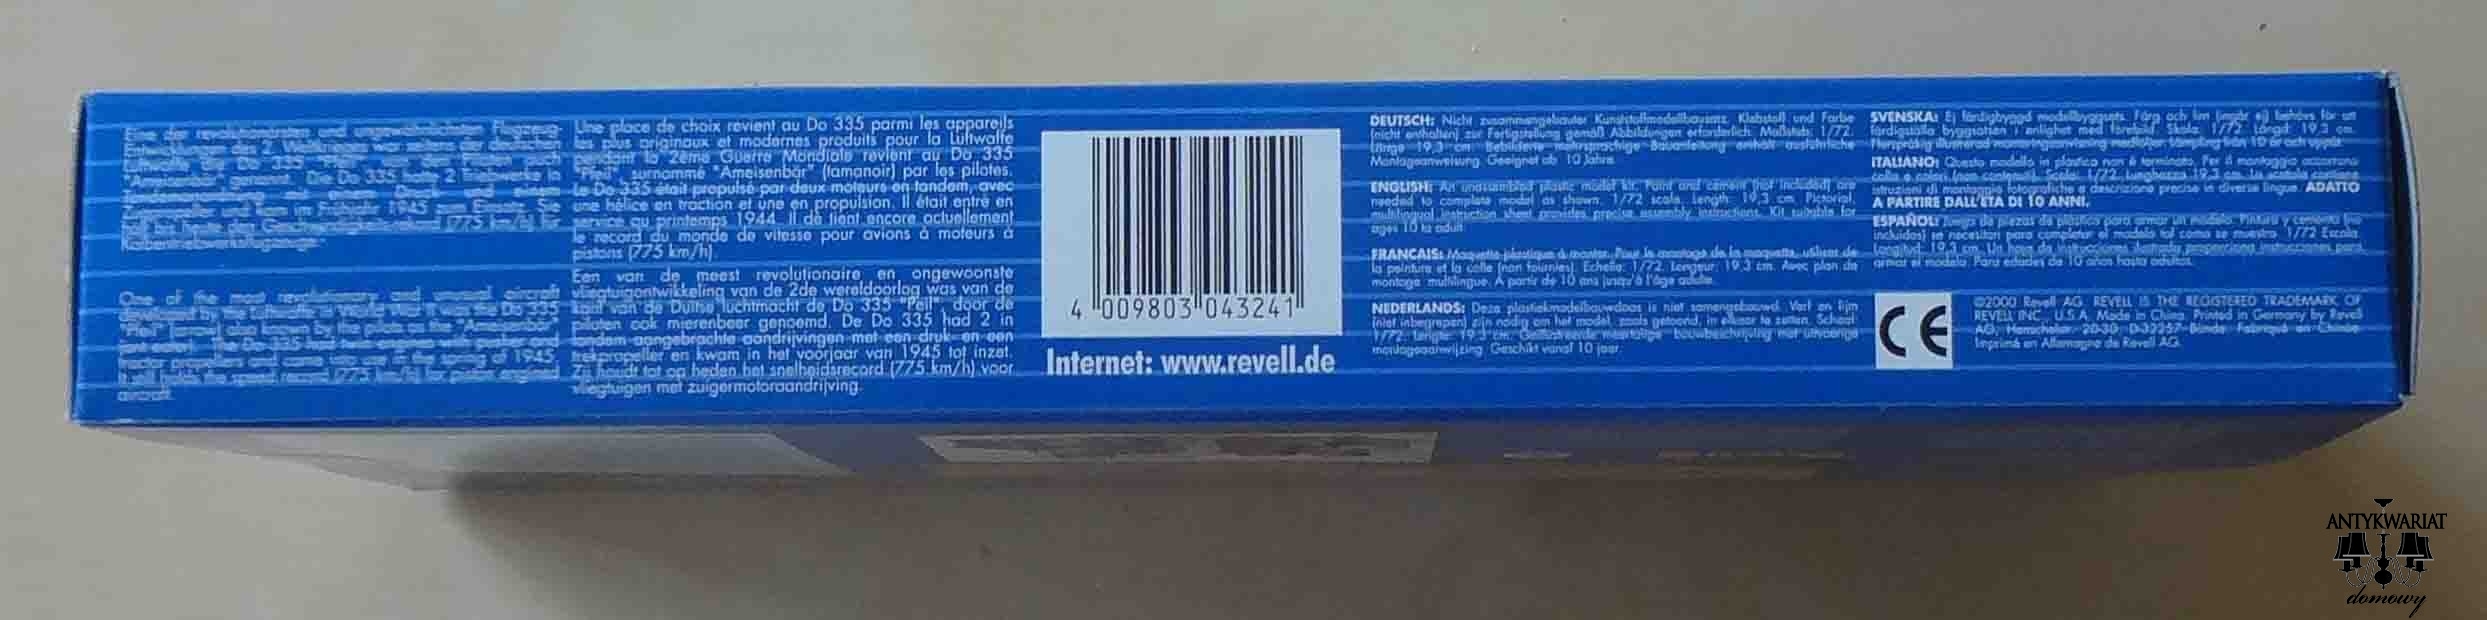 Eine der revolutionärsten und ungewöhnlichsten Flugzeug-
Entwicklungen des 2. Weltkrieges war seitens der deutschen
Luftwaffe die Do 335 "Pfeil", von den Piloten auch
"Ameisenbär" genannt. Die Do 335 hatte 2 Triebwerke in
und einem
und kam im Frühjahr 1945 zum Einsatz. Sie
hält bis heute den (775 km/h) für
One of the most revolutionary and unusual aircraft
developed by the Luftwaffe in World War II was the Do 335
"Pfeil" (arrow) also known by the pilots as the "Ameisenbär"
The Do 335 had two engines with pusher and
tractor propellers and came into use in the spring of 1945.
It still holds the speed record (775 km/h) for piston engined
aircraft.
Une place de choix revient au Do 335 parmi les appareils
les plus originaux et modernes produits pour la Luftwaffe
pendant la 2ème Guerre Mondiale revient au Do 335
"Pfeil", surnommé "Ameisenbär" (tamanoir) par les pilotes.
Le Do 335 était propulsé par deux moteurs en tandem, avec
une hélice en traction et une en propulsion. Il était entré en
service au printemps 1944. Il dè tient encore actuellement
le record du monde de vitesse pour avions à moteurs à
pistons (775 km/h).
Een van de meest revolutionaire en ongewoonste
vliegtuigontwikkeling van de 2de wereldoorlog was van de
kant van de Duitse luchtmacht de Do 335 "Pfeil", door de
piloten ook mierenbeer genoemd. De Do 335 had 2 in
tandem aangebrachte aandrijvingen met een druk- en een
trekpropeller en kwam in het voorjaar van 1945 tot inzet.
Zij houdt tot op heden het snelheidsrecord (775 km/h) voor
vliegtuigen met zuigermotoraandrijving.
4 009803 043241
Internet: www.revell.de
DEUTSCH: Nicht zusammengebauter Kunststoffmodellbausatz. Klebstoff und Farbe
(nicht enthalten) zur Fertigstellung gemäß Abbildungen erforderlich. Maßstab: 1/72.
Länge 19,3 cm. Bebilderte mehrsprachige Bauanleitung enthält ausführliche
Montageanweisung. Geeignet ab 10 Jahre.
ENGLISH: An unassembled plastic model kit. Paint and cement (not included) are
needed to complete model as shown. 1/72 scale. Length: 19,3 cm. Pictorial,
multilingual instruction sheet provides precise assembly instructions. Kit suitable for
ages 10 to adult.
FRANCAIS: Maquette plastique à monter. Pour le montage de la maquette, utiliser de
la peinture et la colle (non fournies). Echelle: 1/72. Longeur: 19,3 cm. Avec plan de
montage multilingue. A partir de 10 ans jusqu'à l'âge adulte.
NEDERLANDS: Deze plastiekmodelbouwdoos is niet samengebouwd. Verf en lijm
(niet inbegrepen) zijn nodig om het model, zoals getoond, in elkaar te zetten. Schaal:
1/72. Lengte: 19,3 cm. Geïllustreerde meertalige bouwbeschrijving met uitvoerige
montageaanwijzing. Geschikt vanaf 10 jaar.
SVENSKA: Ej färdigbyggd modellbyggsats. Färg och lim (ingår ej) behövs för att
färdigställa byggsatsen i enlighet med förebild. Skala: 1/72. Längd: 19,3 cm.
Flerspråkig illustrerad monteringsanvisning medföljer. Lämpling från 10 år och uppåt.
ITALIANO: Questo modello in plastica non è terminato. Per il montaggio occorrono
colla e colori (non contenuti). Scala: 1/72. Lunghezza 19,3 cm. La scatola contiene
istruzioni di montaggio fotografiche e descrizione precise in diverse lingue. ADATTO
A PARTIRE DALL'ETA DI 10 ANNI.
ESPAÑOL: Juego de piezas de plástico para armar un modelo. Pintura y cemento (no
incluidos) se necesitan para completar el modelo tal como se muestra. 1/72 Escala.
Longitud: 19,3 cm. Un hoja de instrucciones ilustrada proporciona instrucciones para
armar el modelo. Para edades de 10 años hasta adultos.
CE
©2000 Revell AG. REVELL IS THE REGISTERED TRADEMARK OF
REVELL INC., U.S.A. Made in China. Printed in Germany by Revell
AG, Henschelstr. 20-30, D-32257 Bünde. Fabriqué en Chine.
Imprimé en Allemagne de Revell AG.
ANTYKWARIAT
domowy